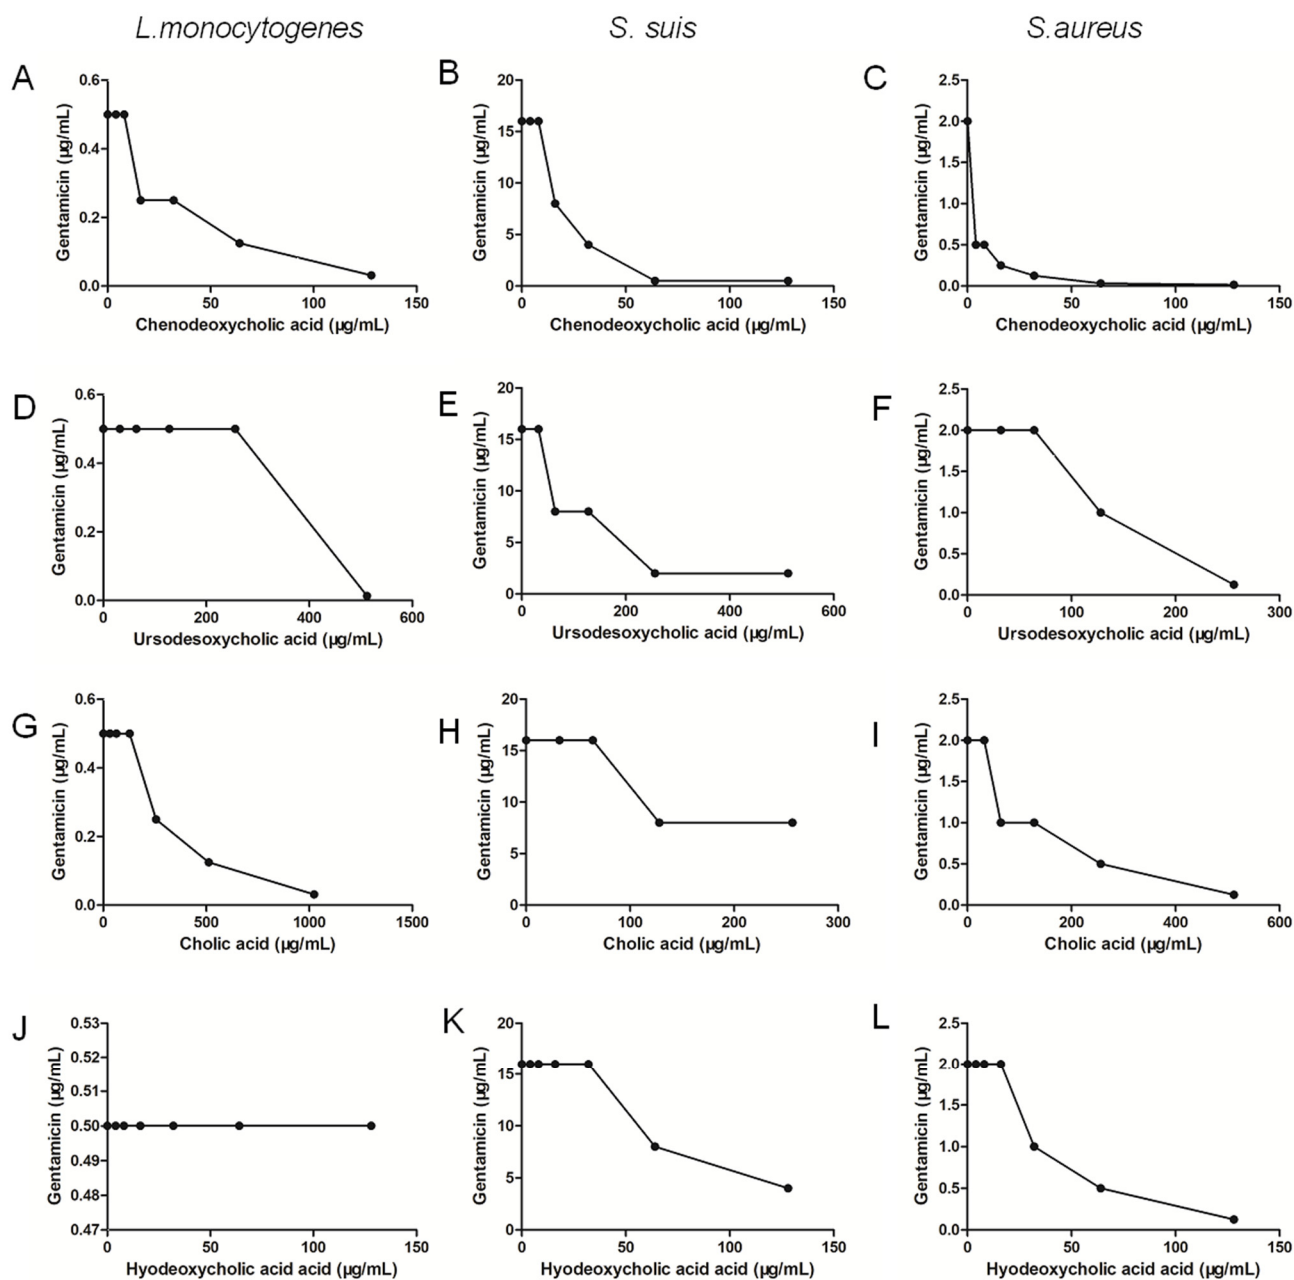 L.monocytogenes
S. suis
S.aureus
A
Gentamicin (µg/mL)
0.6
0.4
0.2
0.0
0
50
100
150
Chenodeoxycholic acid (µg/mL)
B
Gentamicin (µg/mL)
20
15
10
5
0
0
50
100
150
Chenodeoxycholic acid (µg/mL)
C
Gentamicin (µg/mL)
2.5
2.0
1.5
1.0
0.5
0.0
0
50
100
150
Chenodeoxycholic acid (µg/mL)
D
Gentamicin (µg/mL)
0.6
0.4
0.2
0.0
0
200
400
600
Ursodesoxycholic acid (µg/mL)
E
Gentamicin (µg/mL)
20
15
10
5
0
0
200
400
600
Ursodesoxycholic acid (µg/mL)
F
Gentamicin (µg/mL)
2.5
2.0
1.5
1.0
0.5
0.0
0
100
200
300
Ursodesoxycholic acid (µg/mL)
G
Gentamicin (µg/mL)
0.6
0.4
0.2
0.0
0
500
1000
1500
Cholic acid (µg/mL)
H
Gentamicin (µg/mL)
20
15
10
5
0
0
100
200
300
Cholic acid (µg/mL)
I
Gentamicin (µg/mL)
2.5
2.0
1.5
1.0
0.5
0.0
0
200
400
600
Cholic acid (µg/mL)
J
Gentamicin (µg/mL)
0.53
0.52
0.51
0.50
0.49
0.48
0.47
0
50
100
150
Hyodeoxycholic acid acid (µg/mL)
K
Gentamicin (µg/mL)
20
15
10
5
0
0
50
100
150
Hyodeoxycholic acid acid (µg/mL)
L
Gentamicin (µg/mL)
2.5
2.0
1.5
1.0
0.5
0.0
0
50
100
150
Hyodeoxycholic acid acid (µg/mL)